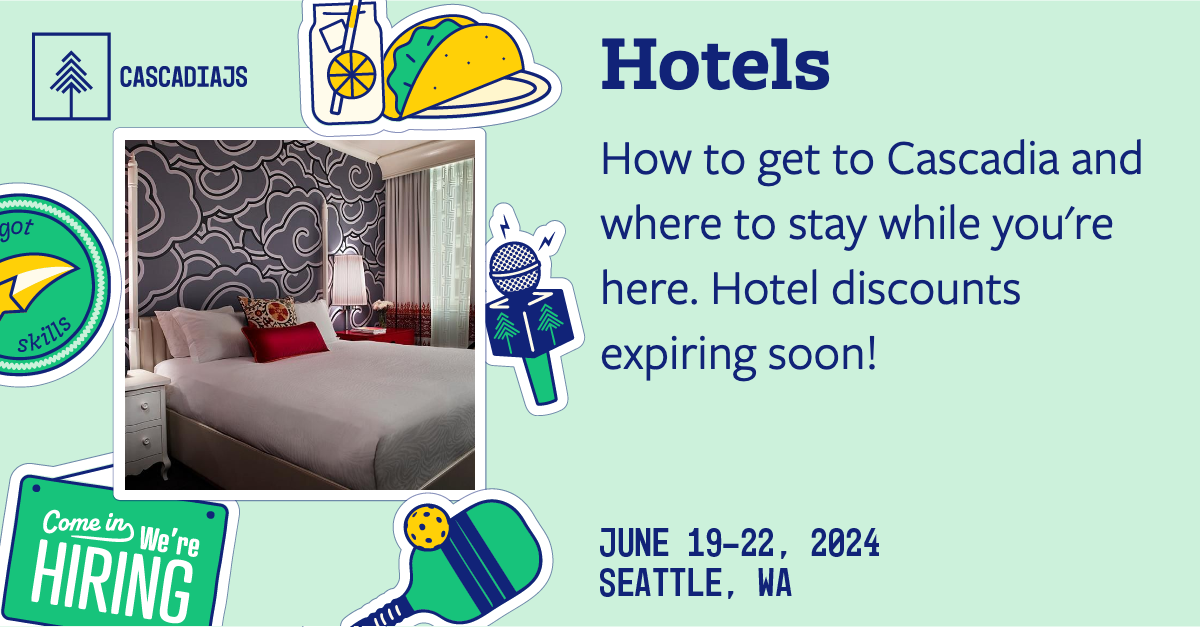 CASCADIAJS
Hotels
How to get to Cascadia and
where to stay while you're
here. Hotel discounts
expiring soon!
JUNE 19–22, 2024
SEATTLE, WA
got
skills
Come in
We're
HIRING